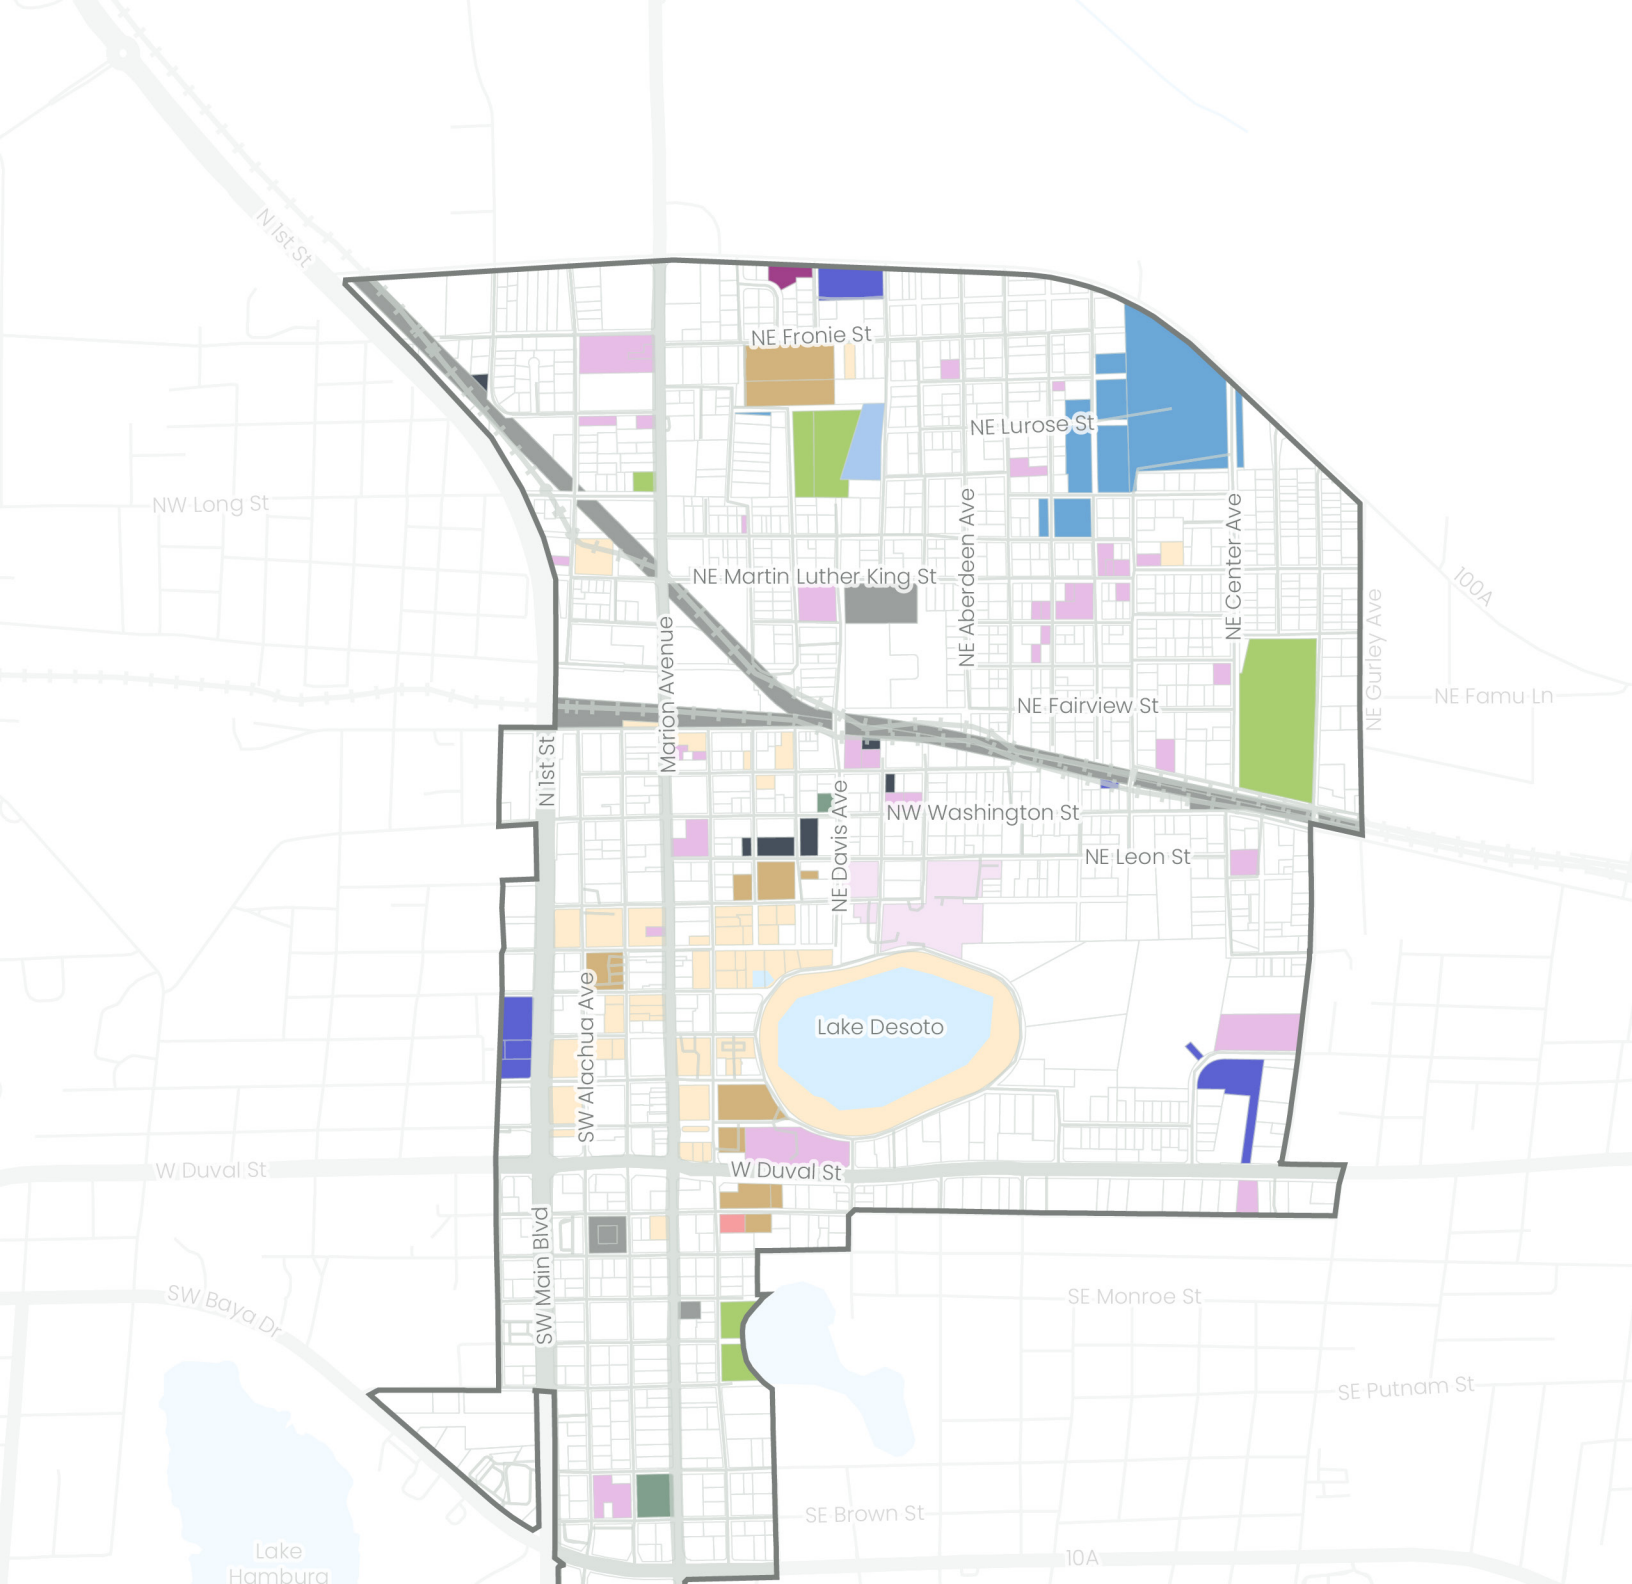 N 1st St
NE Fronie St
NE Lurose St
NW Long St
NE Aberdeen Ave
NE Center Ave
NE Martin Luther King St
100A
NE Gurley Ave
Marion Avenue
NE Famu Ln
NE Fairview St
N 1st St
NE Davis Ave
NW Washington St
NE Leon St
SW Alachua Ave
Lake Desoto
W Duval St
W Duval St
SW Main Blvd
SW Baya Dr
SE Monroe St
SE Putnam St
SE Brown St
Lake
Hamburg
10A